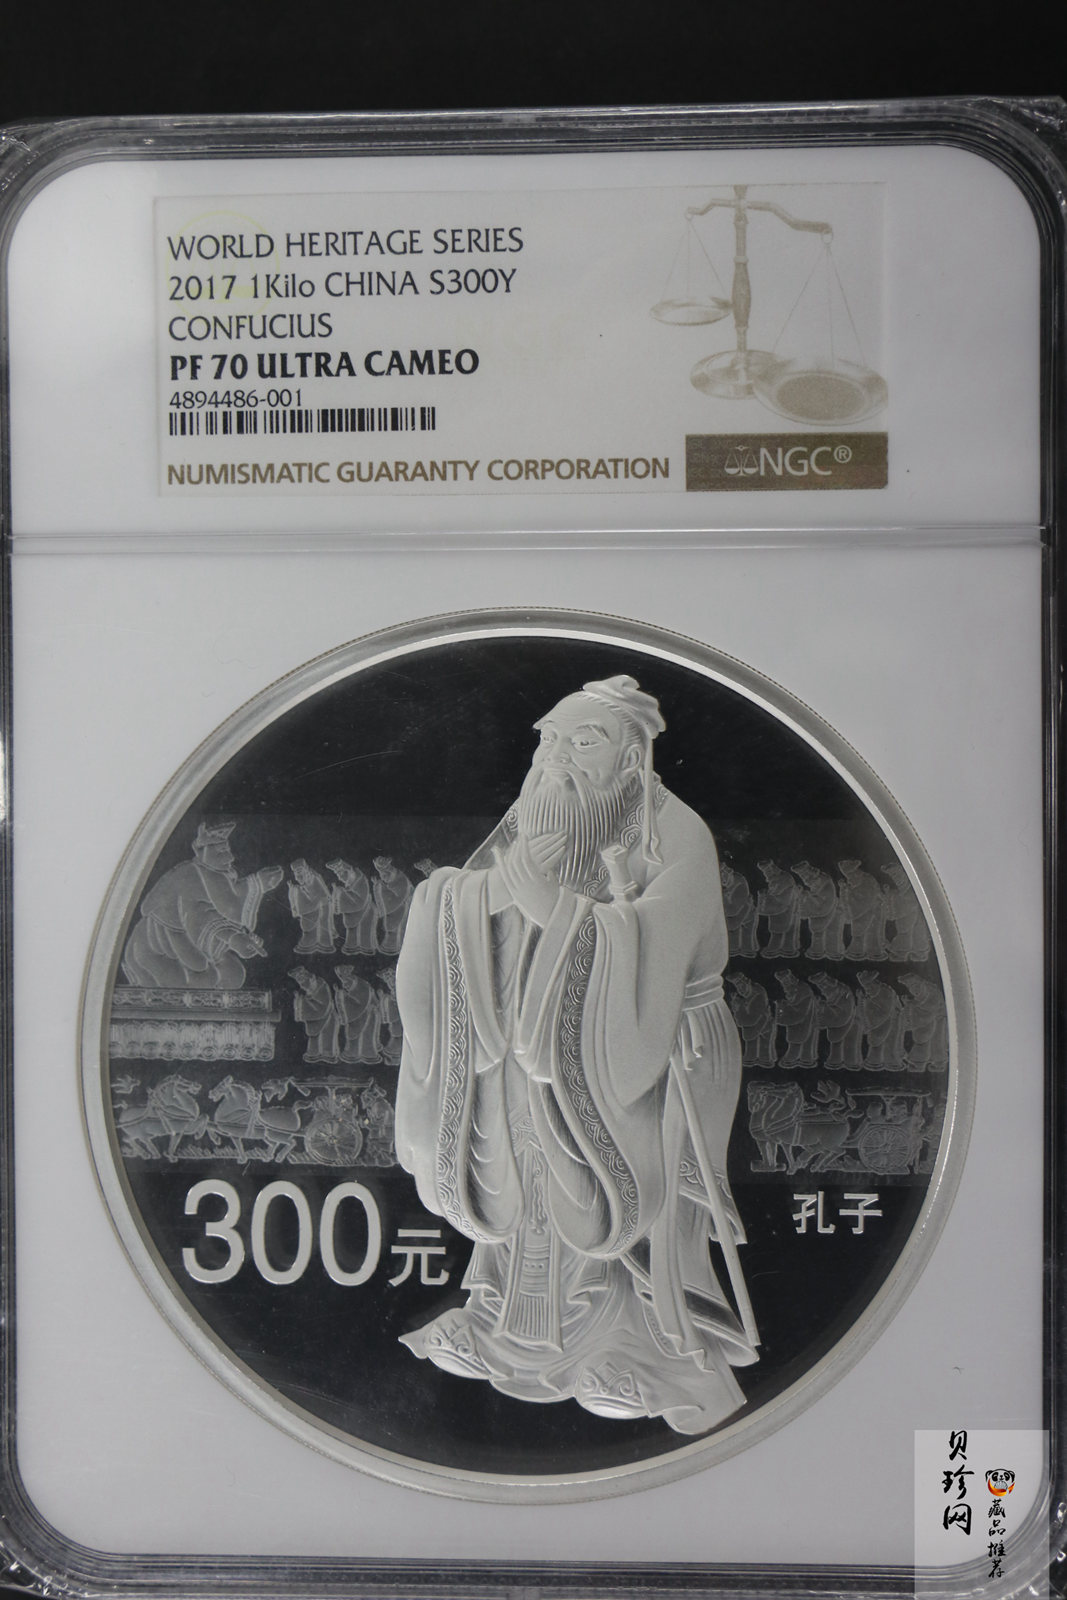 WORLD HERITAGE SERIES
2017 1Kilo CHINA S300Y
CONFUCIUS
PF 70 ULTRA CAMEO
4894486-001
NUMISMATIC GUARANTY CORPORATION
NGC®
孔子
300元
贝珍网
藏品推荐